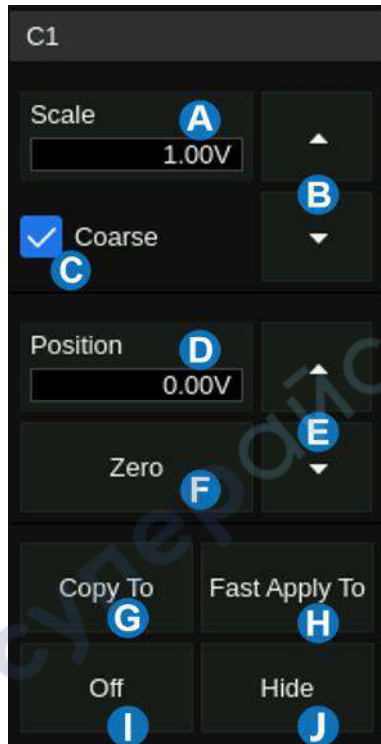 C1
Scale
A
1.00V
B
Coarse
C
Position
D
0.00V
E
Zero
F
Copy To
Fast Apply To
G
H
Off
Hide
I
J